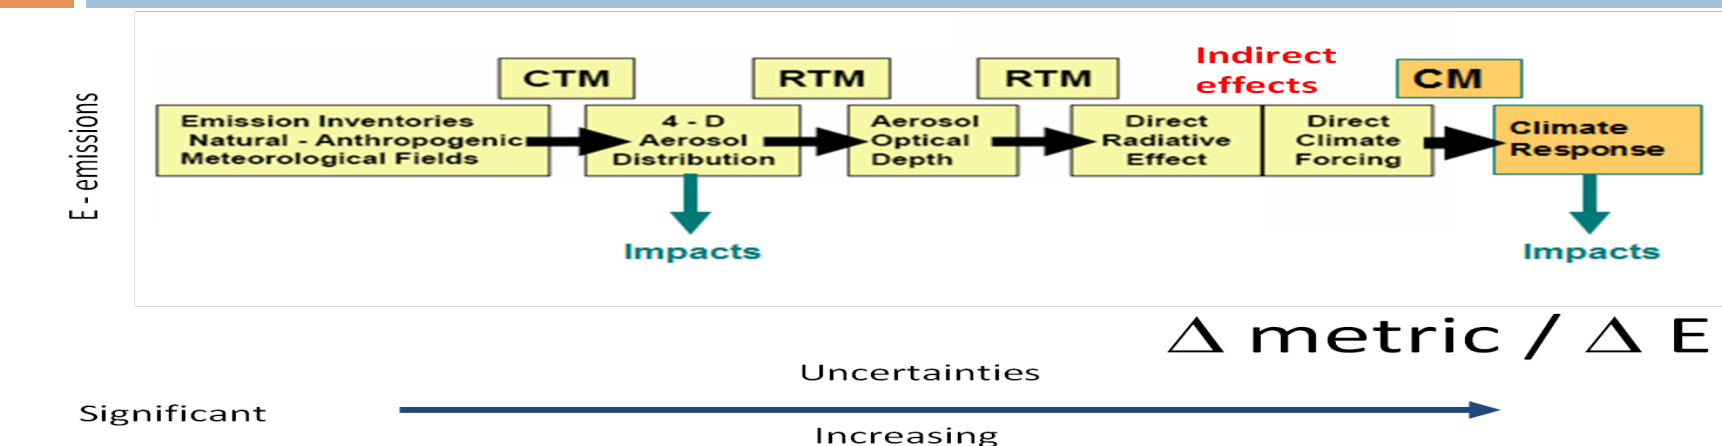 E - emissions
CTM
RTM
RTM
Indirect
effects
CM
Emission Inventories
Natural - Anthropogenic
Meteorological Fields
4 - D
Aerosol
Distribution
Aerosol
Optical
Depth
Direct
Radiative
Effect
Direct
Climate
Forcing
Climate
Response
Impacts
Impacts
Δ metric / Δ E
Uncertainties
Significant
Increasing